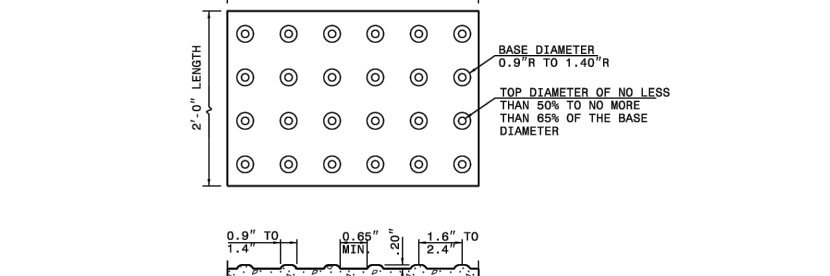 2'-0" LENGTH
BASE DIAMETER
0.9"R TO 1.40"R
TOP DIAMETER OF NO LESS
THAN 50% TO NO MORE
THAN 65% OF THE BASE
DIAMETER
0.9" TO
1.4"
0.65"
MIN.
.20"
1.6" TO
2.4"